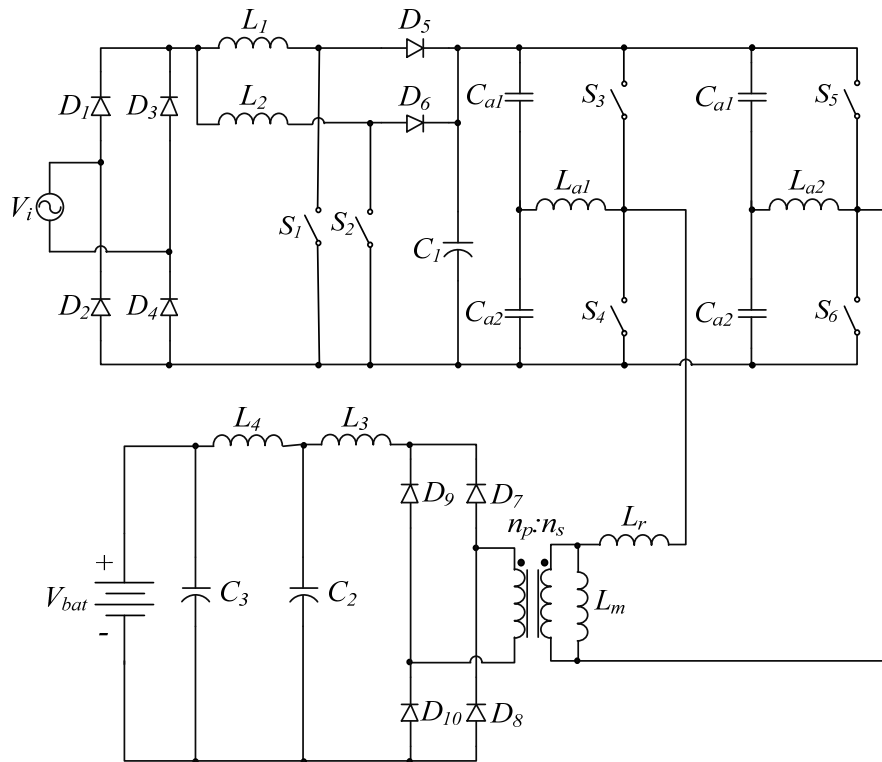 L1
D5
L2
D6
Ca1
S3
Ca1
S5
D1
D3
La1
La2
Vi
S1
S2
C1
D2
D4
Ca2
S4
Ca2
S6
L4
L3
D9
D7
np:ns
Lr
+
Vbat
-
C3
C2
Lm
D10
D8